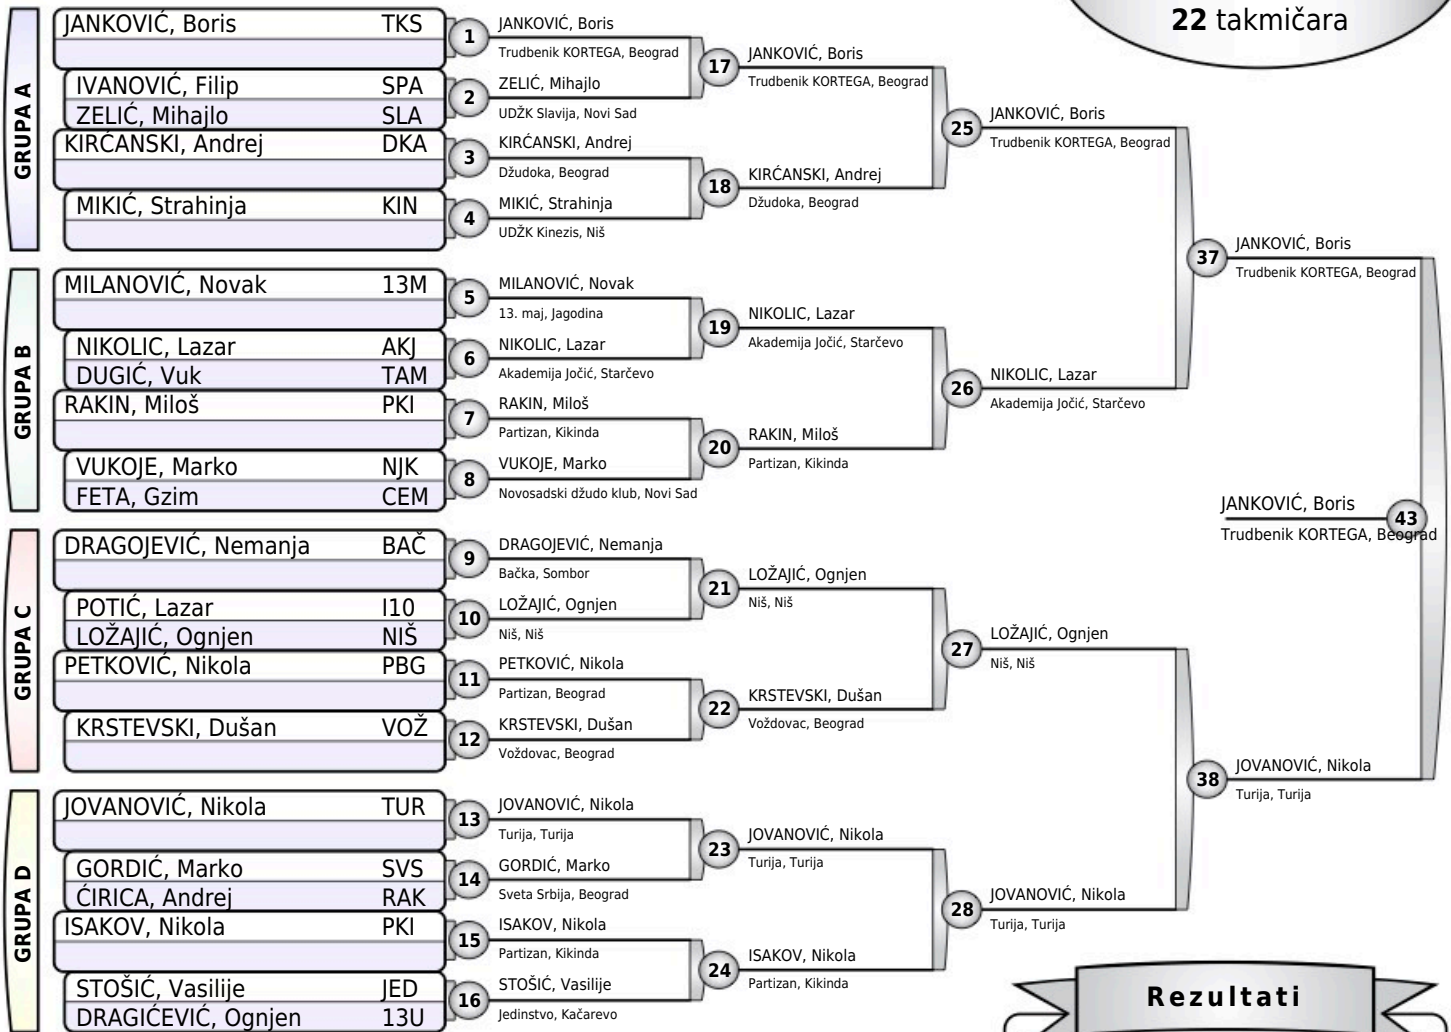 22 takmičara
GRUPA A
JANKOVIĆ, Boris TKS
IVANOVIĆ, Filip SPA
ZELIĆ, Mihajlo SLA
KIRĆANSKI, Andrej DKA
MIKIĆ, Strahinja KIN
GRUPA B
MILANOVIĆ, Novak 13M
NIKOLIC, Lazar AKJ
DUGIĆ, Vuk TAM
RAKIN, Miloš PKI
VUKOJE, Marko NJK
FETA, Gzim CEM
GRUPA C
DRAGOJEVIĆ, Nemanja BAČ
POTIĆ, Lazar I10
LOŽAJIĆ, Ognjen NIŠ
PETKOVIĆ, Nikola PBG
KRSTEVSKI, Dušan VOŽ
GRUPA D
JOVANOVIĆ, Nikola TUR
GORDIĆ, Marko SVS
ĆIRICA, Andrej RAK
ISAKOV, Nikola PKI
STOŠIĆ, Vasilije JED
DRAGIĆEVIĆ, Ognjen 13U
1
JANKOVIĆ, Boris
Trudbenik KORTEGA, Beograd
2
ZELIĆ, Mihajlo
UDŽK Slavija, Novi Sad
3
KIRĆANSKI, Andrej
Džudoka, Beograd
4
MIKIĆ, Strahinja
UDŽK Kinezis, Niš
5
MILANOVIĆ, Novak
13. maj, Jagodina
6
NIKOLIC, Lazar
Akademija Jočić, Starčevo
7
RAKIN, Miloš
Partizan, Kikinda
8
VUKOJE, Marko
Novosadski džudo klub, Novi Sad
9
DRAGOJEVIĆ, Nemanja
Bačka, Sombor
10
LOŽAJIĆ, Ognjen
Niš, Niš
11
PETKOVIĆ, Nikola
Partizan, Beograd
12
KRSTEVSKI, Dušan
Voždovac, Beograd
13
JOVANOVIĆ, Nikola
Turija, Turija
14
GORDIĆ, Marko
Sveta Srbija, Beograd
15
ISAKOV, Nikola
Partizan, Kikinda
16
STOŠIĆ, Vasilije
Jedinstvo, Kačarevo
17
JANKOVIĆ, Boris
Trudbenik KORTEGA, Beograd
18
KIRĆANSKI, Andrej
Džudoka, Beograd
19
NIKOLIC, Lazar
Akademija Jočić, Starčevo
20
RAKIN, Miloš
Partizan, Kikinda
21
LOŽAJIĆ, Ognjen
Niš, Niš
22
KRSTEVSKI, Dušan
Voždovac, Beograd
23
JOVANOVIĆ, Nikola
Turija, Turija
24
ISAKOV, Nikola
Partizan, Kikinda
25
JANKOVIĆ, Boris
Trudbenik KORTEGA, Beograd
26
NIKOLIC, Lazar
Akademija Jočić, Starčevo
27
LOŽAJIĆ, Ognjen
Niš, Niš
28
JOVANOVIĆ, Nikola
Turija, Turija
37
JANKOVIĆ, Boris
Trudbenik KORTEGA, Beograd
38
JOVANOVIĆ, Nikola
Turija, Turija
43
JANKOVIĆ, Boris
Trudbenik KORTEGA, Beograd
Rezultati